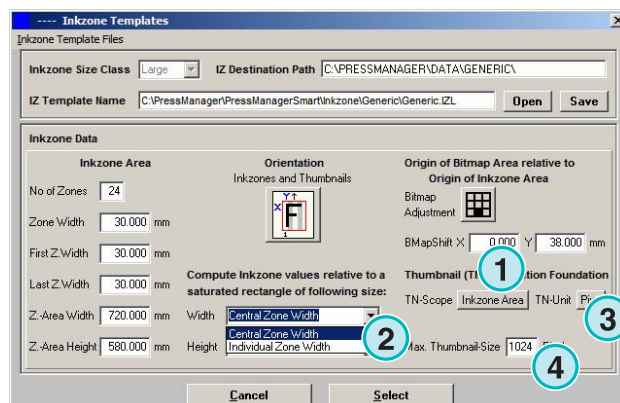 ---- Inkzone Templates
Inkzone Template Files
Inkzone Size Class Large IZ Destination Path C:\PRESSMANAGER\DATA\GENERIC\
IZ Template Name C:\PressManager\PressManagerSmart\Inkzone\Generic\Generic.IZL Open Save
Inkzone Data
Inkzone Area
No of Zones 24
Zone Width 30.000 mm
First Z.Width 30.000 mm
Last Z.Width 30.000 mm
Z.-Area Width 720.000 mm
Z.-Area Height 580.000 mm
Orientation
Inkzones and Thumbnails
Y
X F
1
Compute Inkzone values relative to a
saturated rectangle of following size:
Width Central Zone Width
Central Zone Width
Height Individual Zone Width
2
Origin of Bitmap Area relative to
Origin of Inkzone Area
Bitmap
Adjustment
BMapShift X 0.000 Y 38.000 mm
1
Thumbnail Foundation
TN-Scope Inkzone Area TN-Unit
3
Max. Thumbnail-Size 1024
4
Cancel Select